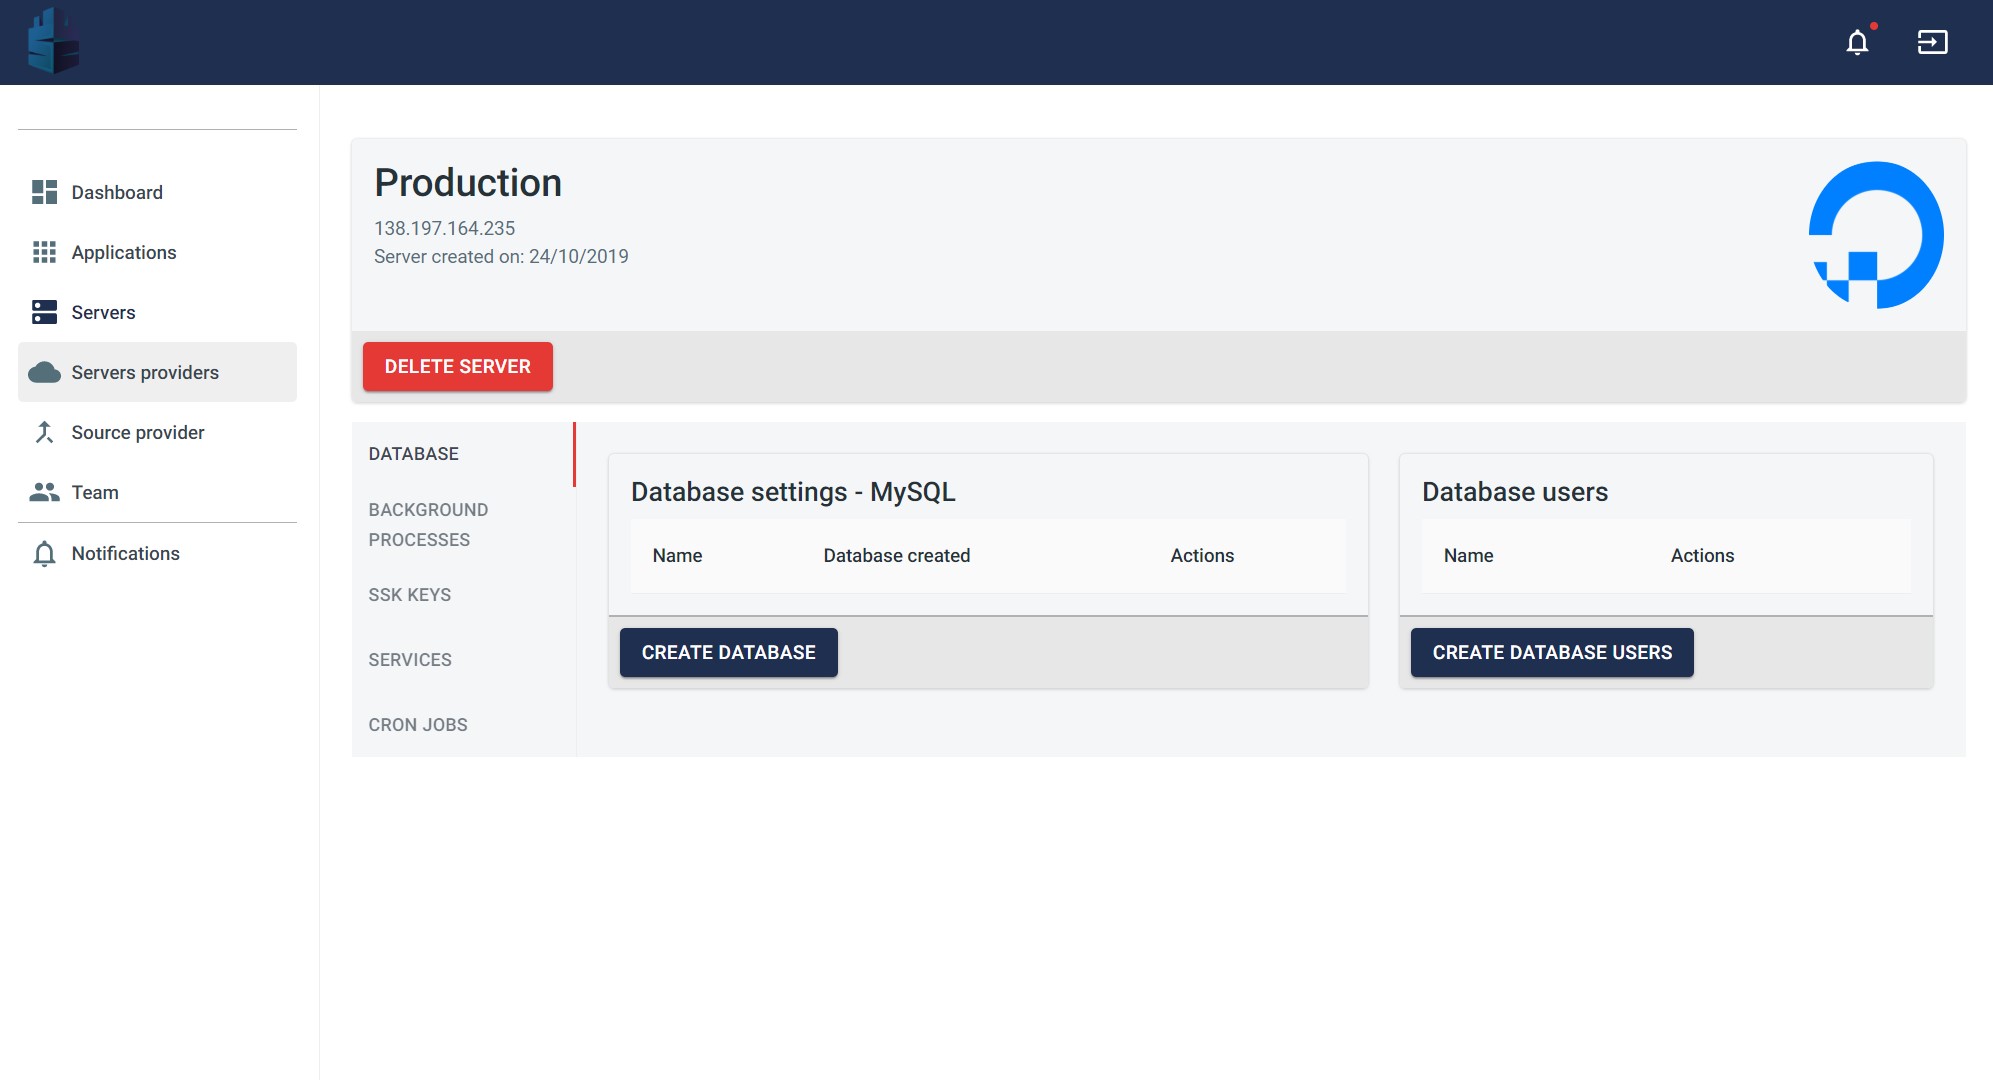 Dashboard
Applications
Servers
Servers providers
Source provider
Team
Notifications
Production
138.197.164.235
Server created on: 24/10/2019
DELETE SERVER
DATABASE
BACKGROUND
PROCESSES
SSK KEYS
SERVICES
CRON JOBS
Database settings - MySQL
Name Database created Actions
CREATE DATABASE
Database users
Name Actions
CREATE DATABASE USERS